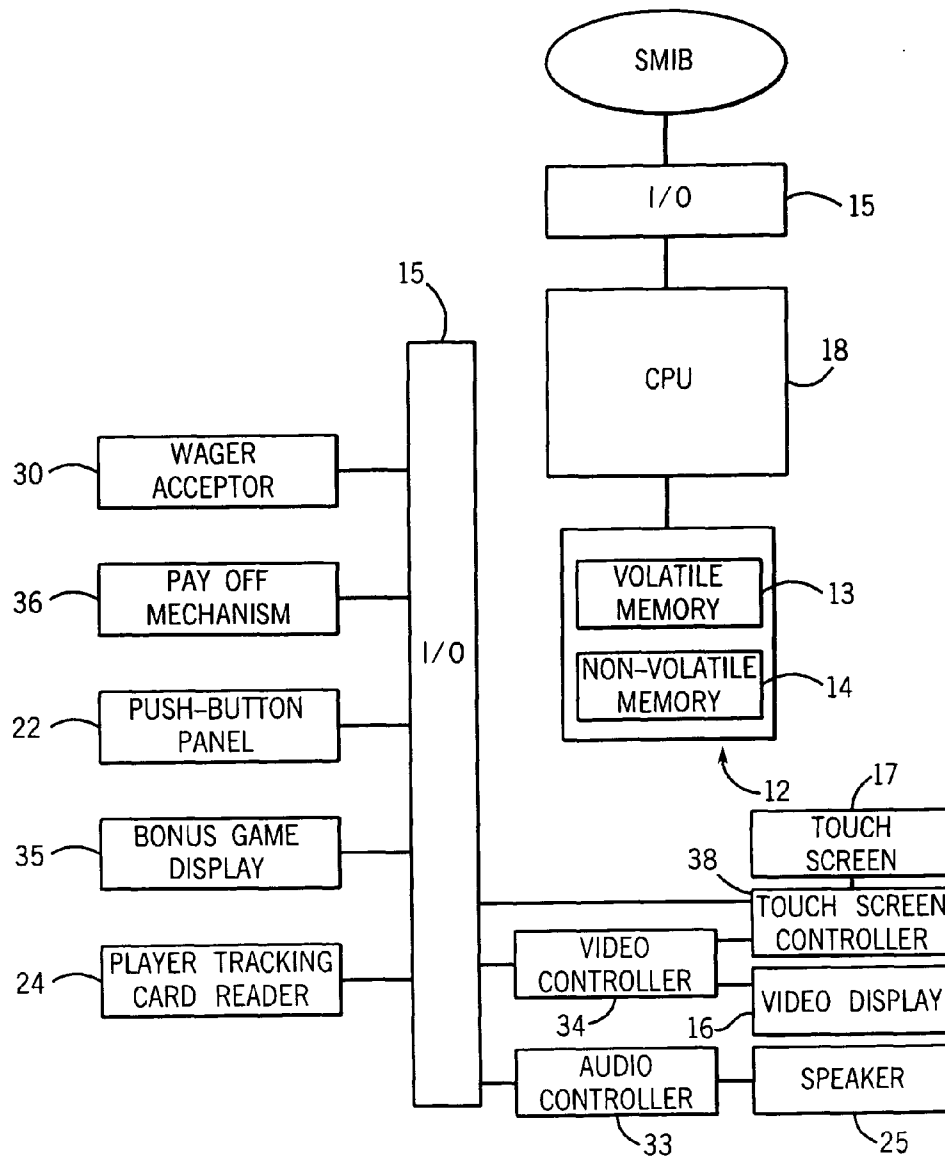 SMIB
I/O
15
15
CPU
18
30
WAGER
ACCEPTOR
36
PAY OFF
MECHANISM
I/O
VOLATILE
MEMORY
13
NON-VOLATILE
MEMORY
14
22
PUSH-BUTTON
PANEL
12
17
35
BONUS GAME
DISPLAY
TOUCH
SCREEN
38
TOUCH SCREEN
CONTROLLER
24
PLAYER TRACKING
CARD READER
VIDEO
CONTROLLER
34
16
VIDEO DISPLAY
AUDIO
CONTROLLER
33
SPEAKER
25